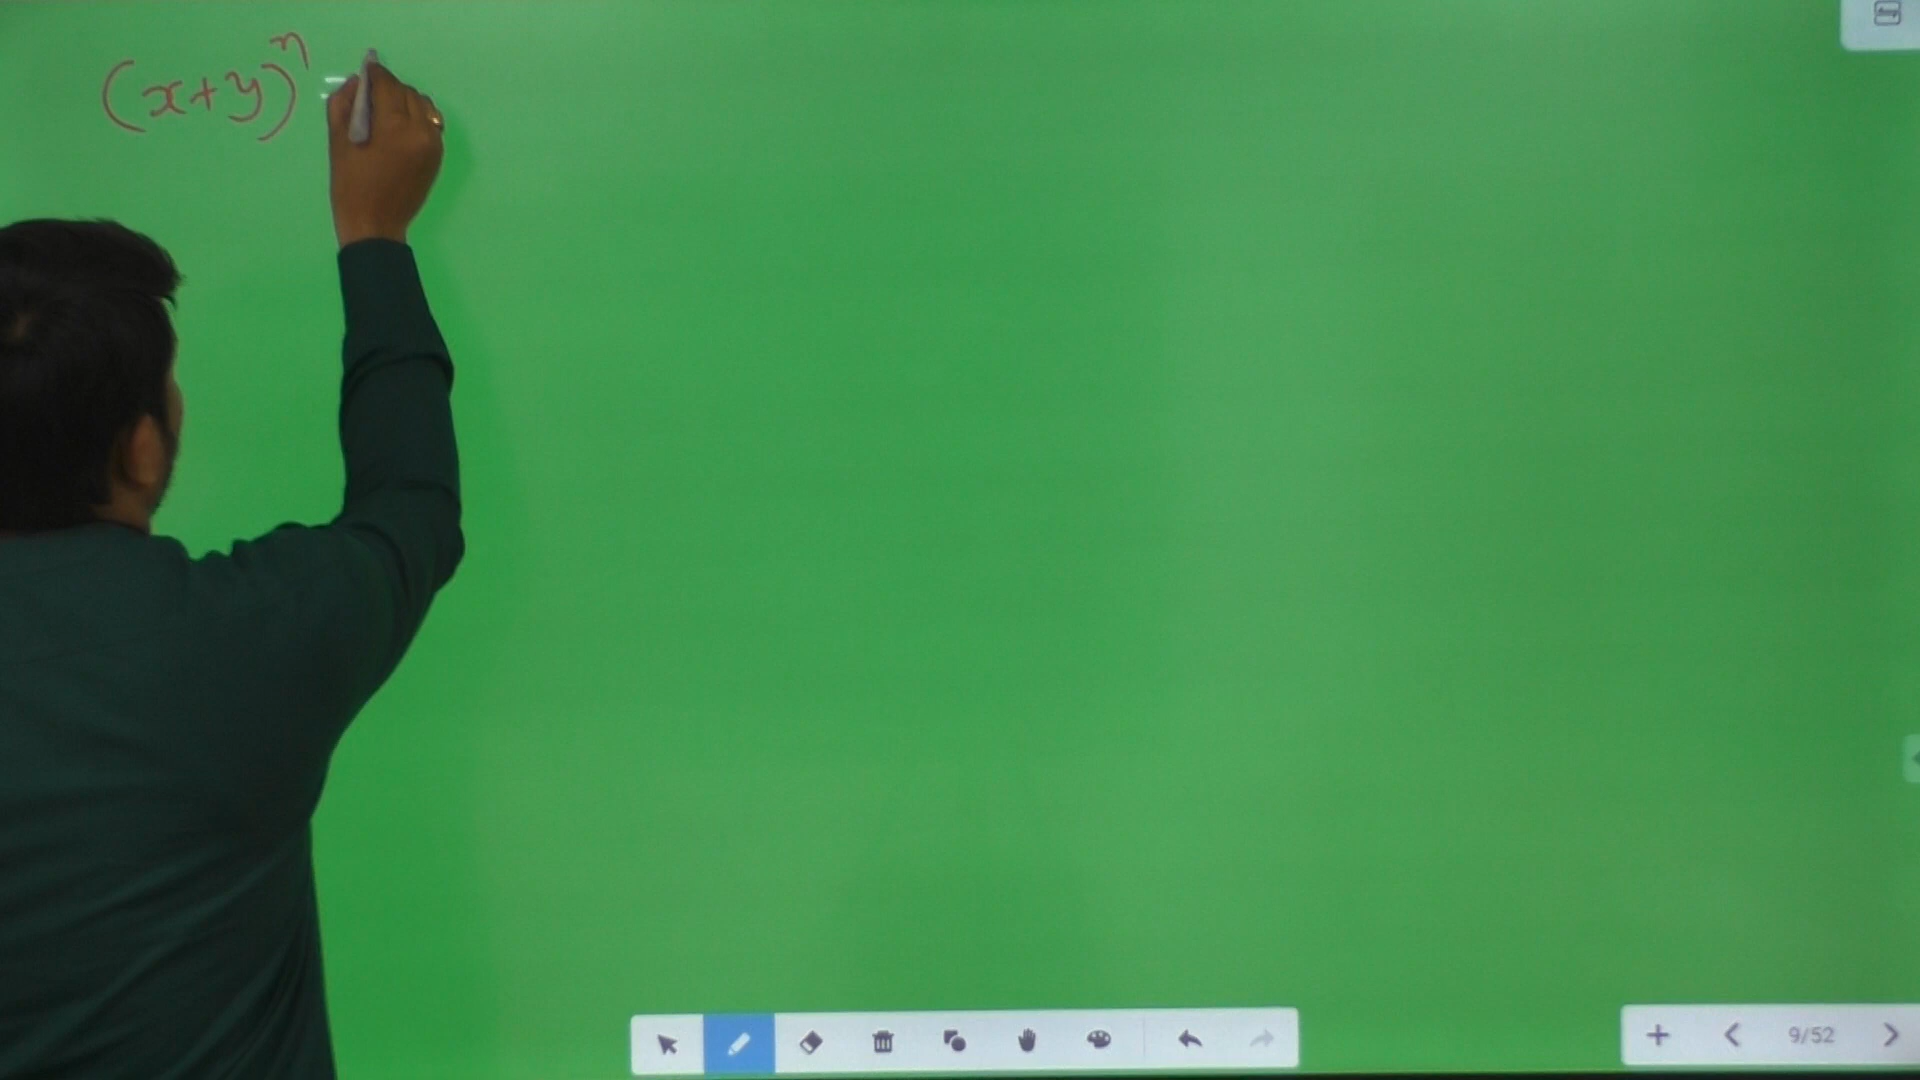 (x+y)^n =
9/52